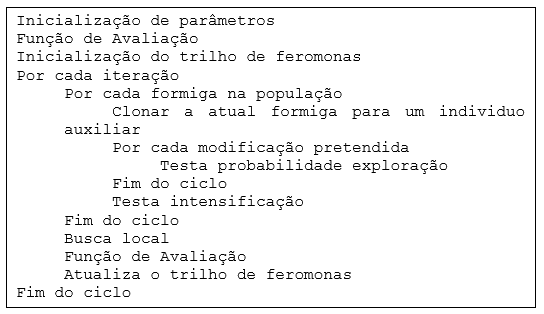 Inicialização de parâmetros
Função de Avaliação
Inicialização do trilho de feromonas
Por cada iteração
Por cada formiga na população
Clonar a atual formiga para um individuo
auxiliar
Por cada modificação pretendida
Testa probabilidade exploração
Fim do ciclo
Testa intensificação
Fim do ciclo
Busca local
Função de Avaliação
Atualiza o trilho de feromonas
Fim do ciclo